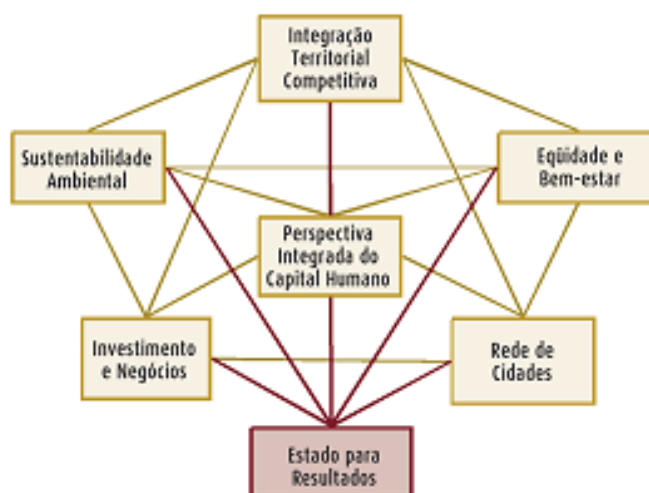 Integração
Territorial
Competitiva
Sustentabilidade
Ambiental
Eqüidade e
Bem-estar
Perspectiva
Integrada do
Capital Humano
Investimento
e Negócios
Rede de
Cidades
Estado para
Resultados